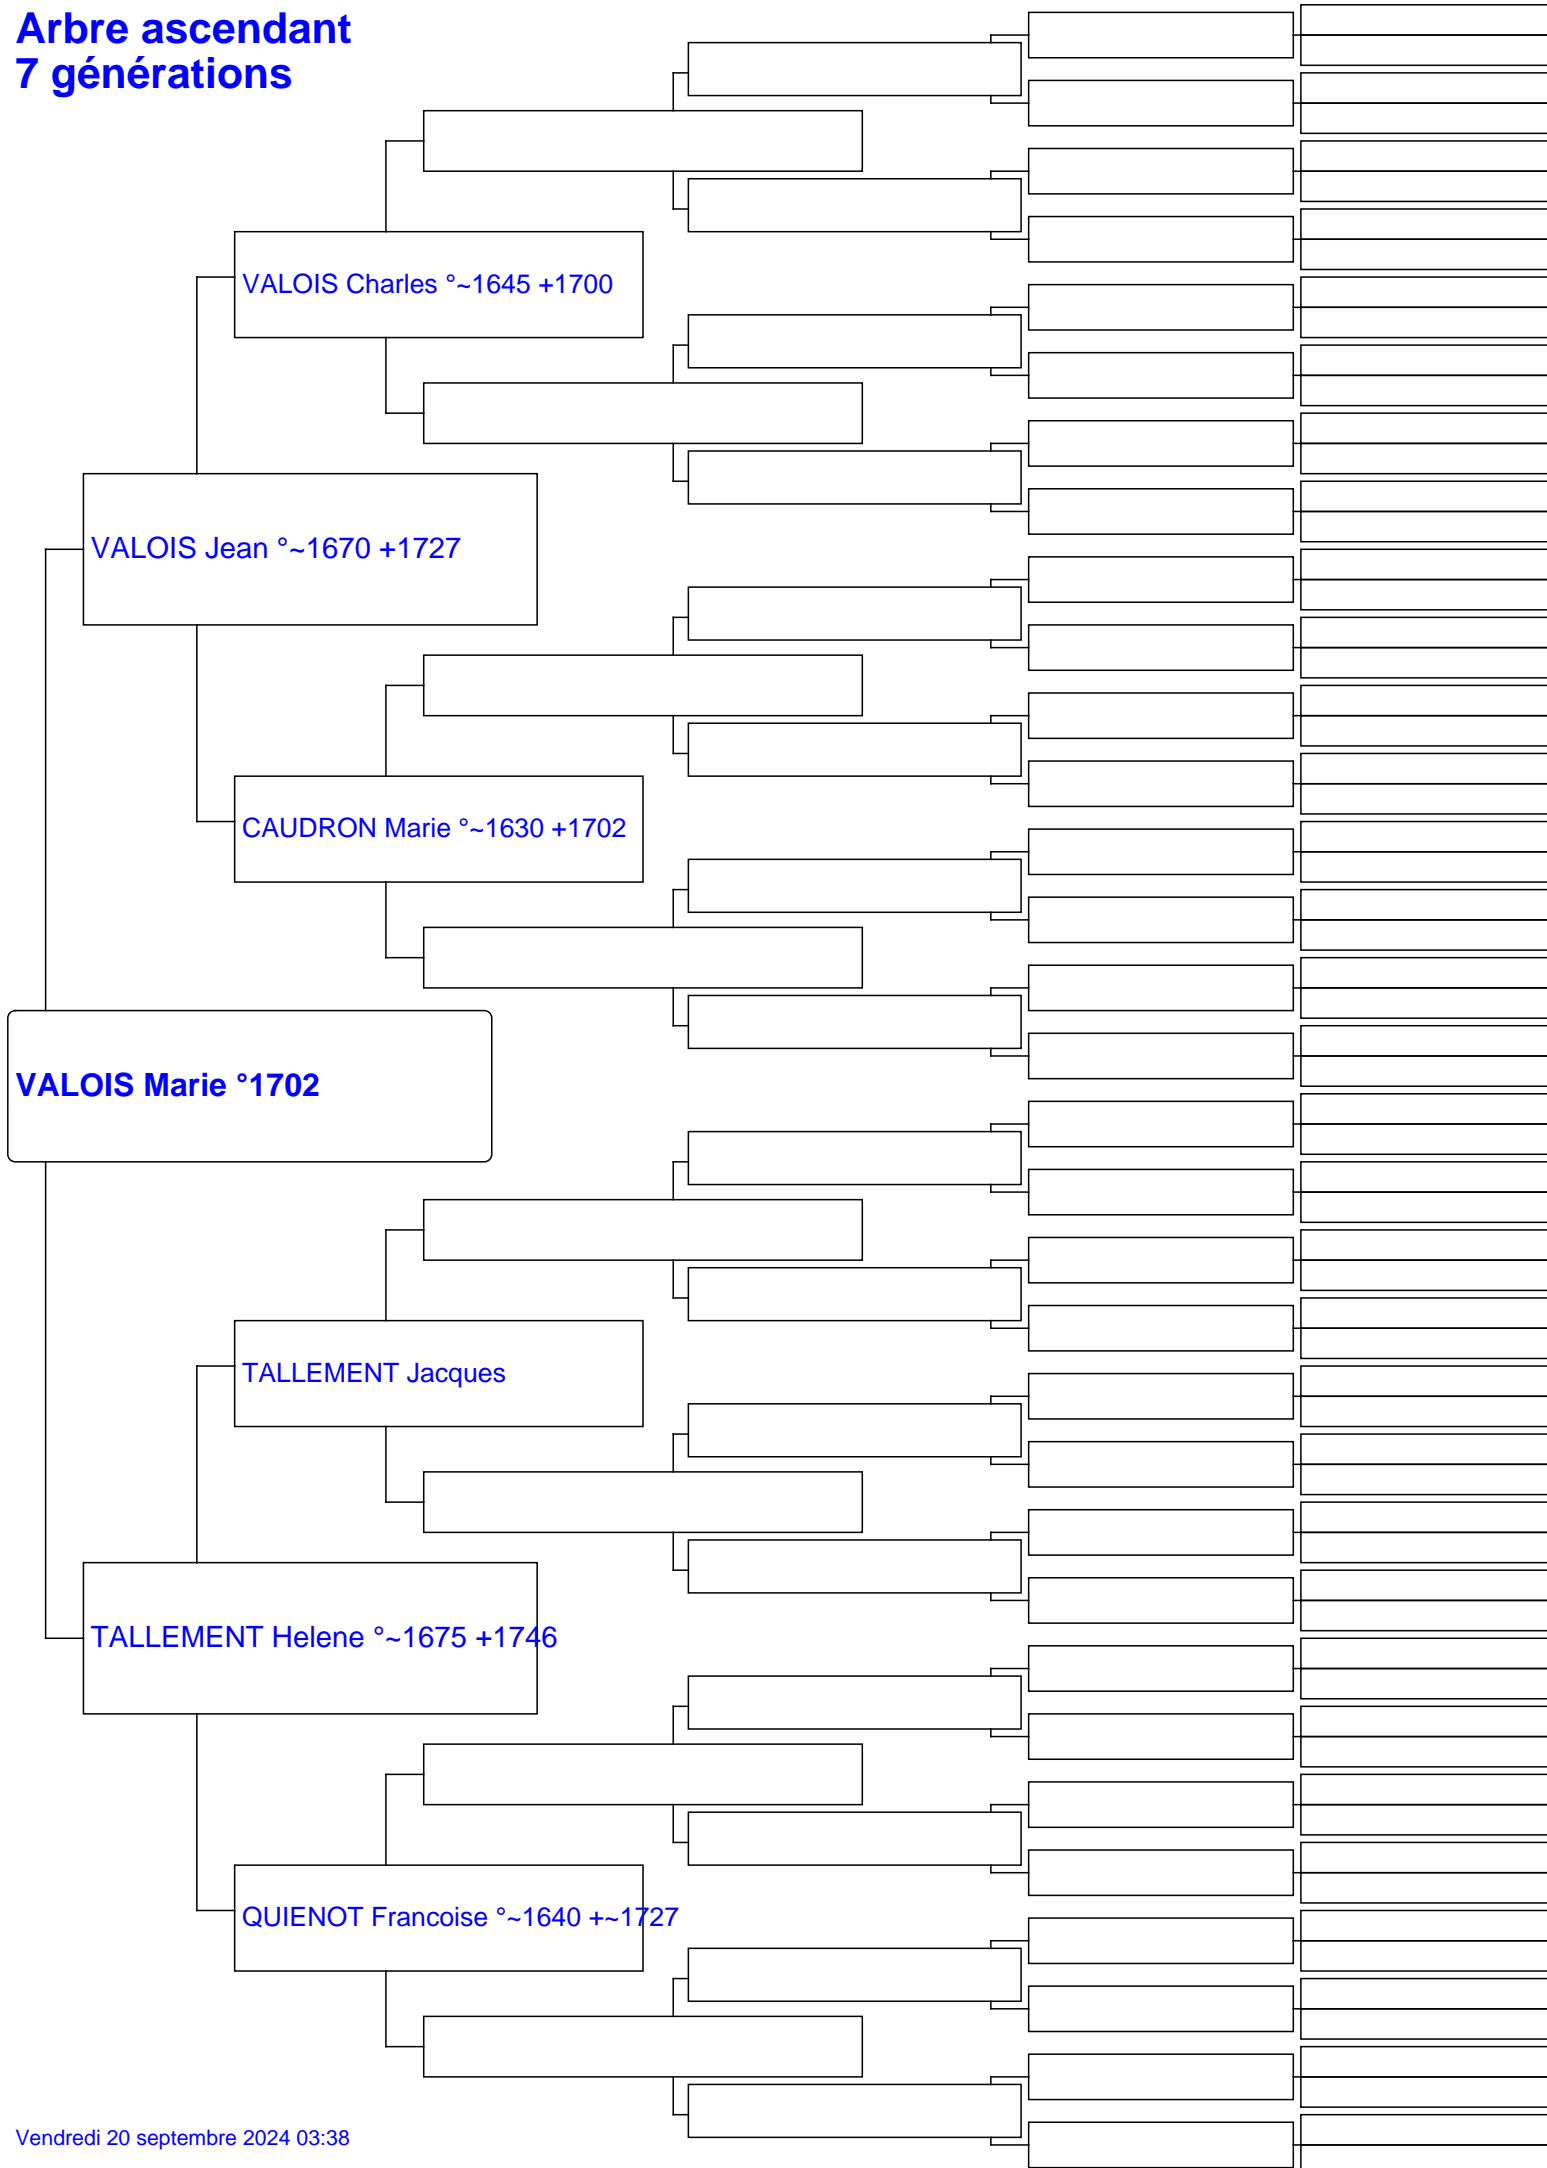 Arbre ascendant
7 générations
VALOIS Charles °~1645 +1700
VALOIS Jean °~1670 +1727
CAUDRON Marie °~1630 +1702
VALOIS Marie °1702
TALLEMENT Jacques
TALLEMENT Helene °~1675 +1746
QUIENOT Francoise °~1640 +~1727
Vendredi 20 septembre 2024 03:38